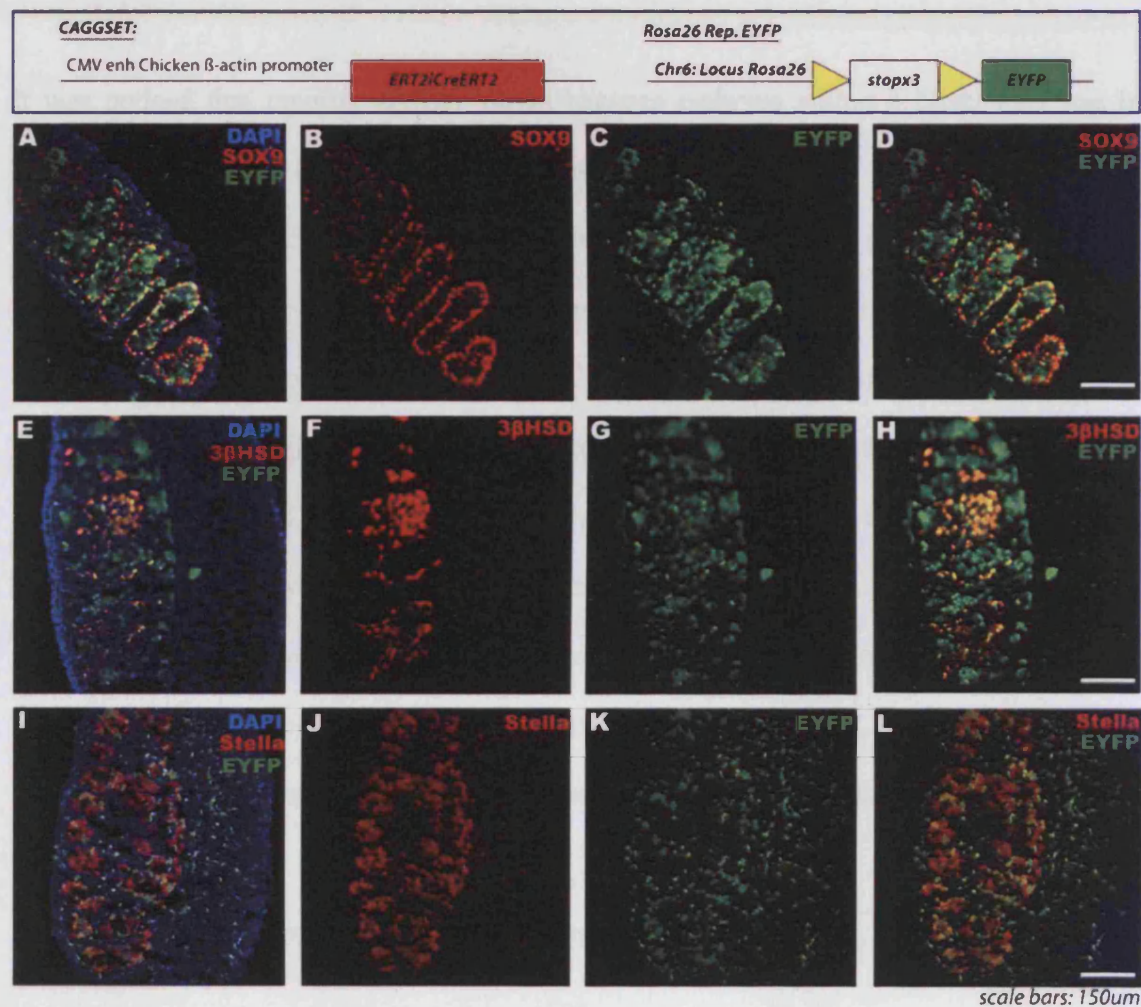 CAGGSET:
CMV enh Chicken ß-actin promoter
ERT2iCreERT2
Rosa26 Rep. EYFP
Chr6: Locus Rosa26
stopx3
EYFP
A
DAPI
SOX9
EYFP
B
SOX9
C
EYFP
D
SOX9
EYFP
E
DAPI
3βHSD
EYFP
F
3βHSD
G
EYFP
H
3βHSD
EYFP
I
DAPI
Stella
EYFP
J
Stella
K
EYFP
L
Stella
EYFP
scale bars: 150um